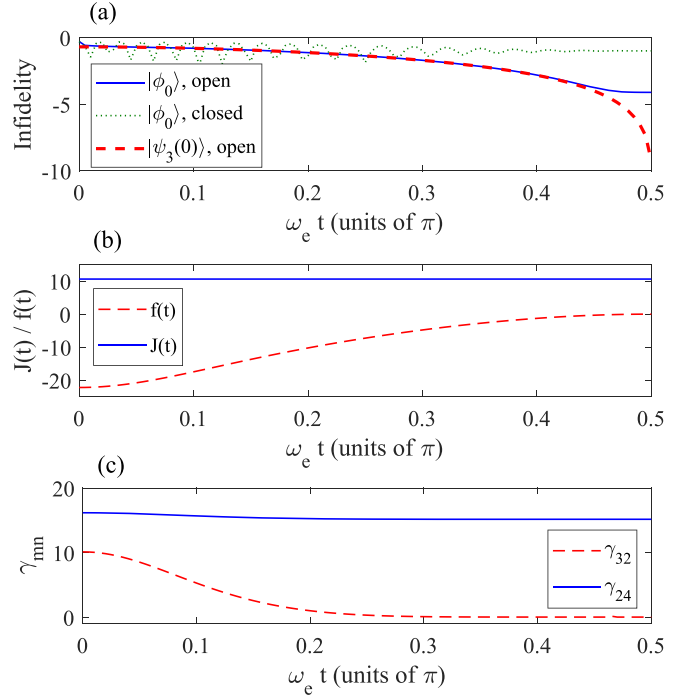 (a)
Infidelity
0
-5
-10
|ϕ₀⟩, open
|ϕ₀⟩, closed
|ψ₃(0)⟩, open
0 0.1 0.2 0.3 0.4 0.5
ωₑ t (units of π)
(b)
J(t) / f(t)
10
0
-10
-20
f(t)
J(t)
0 0.1 0.2 0.3 0.4 0.5
ωₑ t (units of π)
(c)
γₘₙ
20
10
0
γ₃₂
γ₂₄
0 0.1 0.2 0.3 0.4 0.5
ωₑ t (units of π)